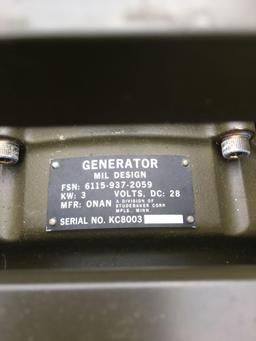 GENERATOR
MIL DESIGN
FSN: 6115-937-2059
KW: 3 VOLTS, DC: 28
MFR: ONAN A DIVISION OF
STUDEBAKER CORP
MPLS. MINN.
SERIAL NO. KC8003